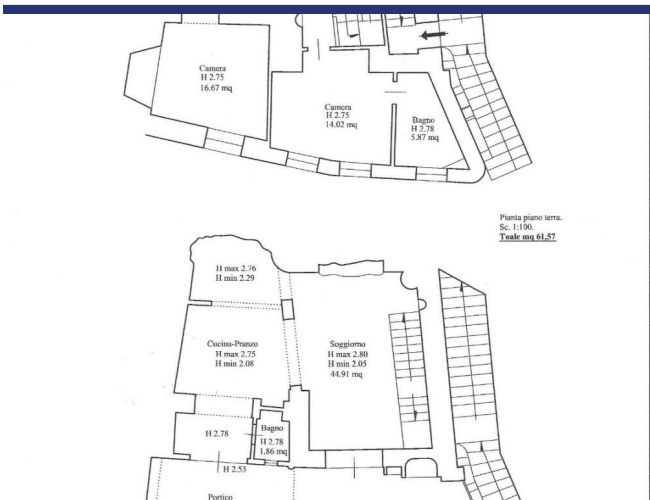 Camera
H 2.75
16.67 mq
Camera
H 2.75
14.02 mq
Bagno
H 2.78
5.87 mq
Pianta piano terra.
Sc. 1:100.
Toale mq 61,57
H max 2.76
H min 2.29
Cucina-Pranzo
H max 2.75
H min 2.08
Soggiorno
H max 2.80
H min 2.05
44.91 mq
H 2.78
Bagno
H 2.78
1.86 mq
H 2.53
Portico